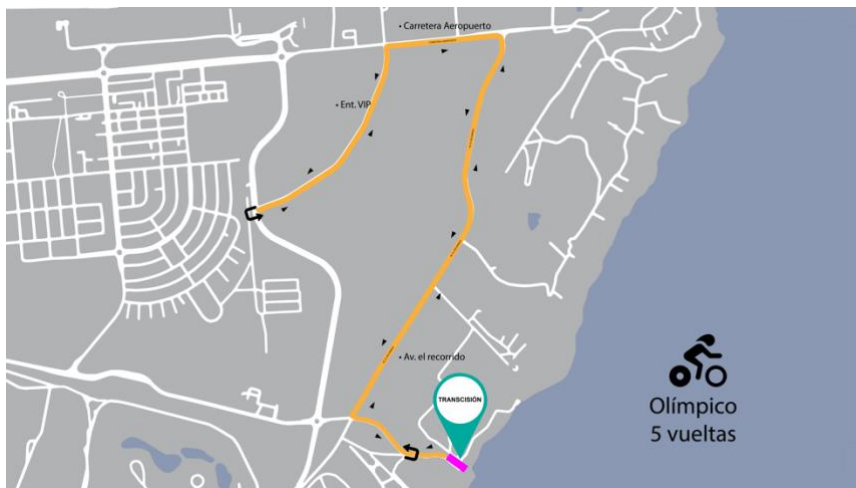 • Carretera Aeropuerto
• Ent. VIP
• Av. el recorrido
TRANSCISIÓN
Olímpico
5 vueltas